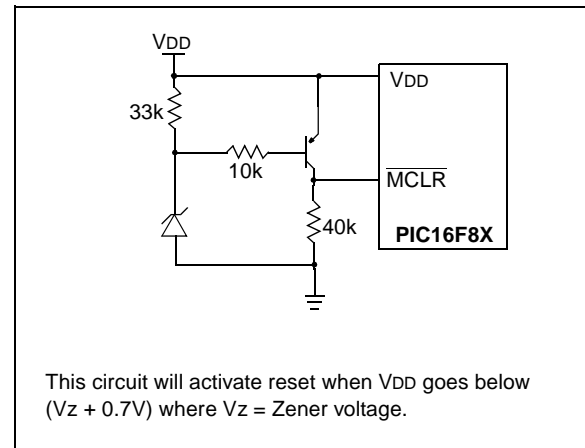 VDD
VDD
33k
10k
MCLR
40k
PIC16F8X
This circuit will activate reset when VDD goes below
(Vz + 0.7V) where Vz = Zener voltage.